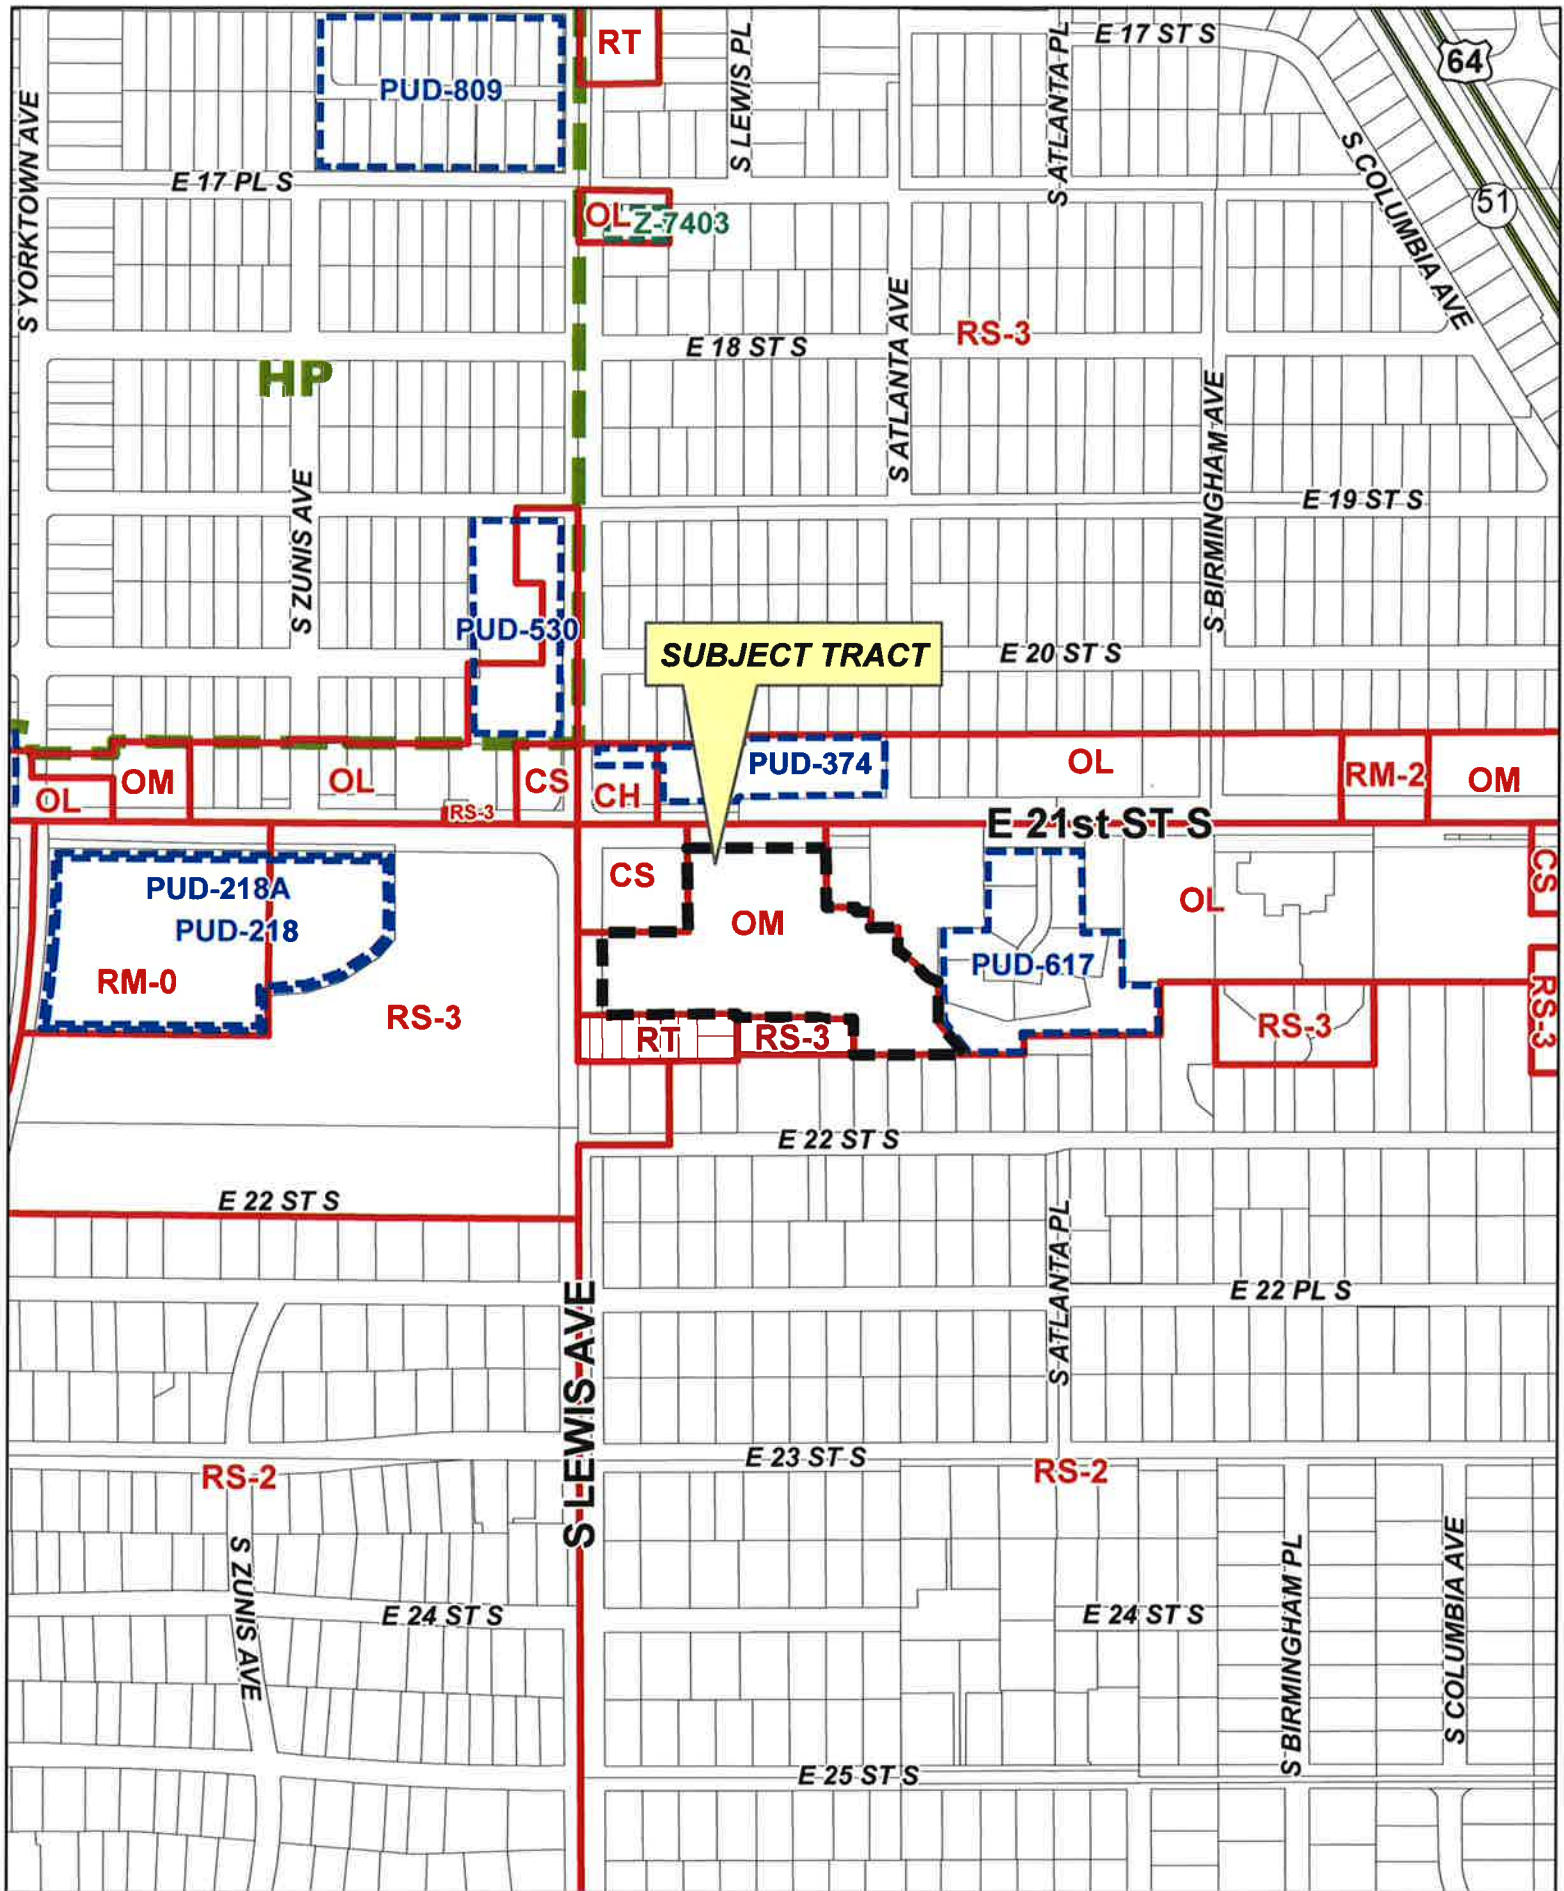 RT
S LEWIS PL
S ATLANTA PL
E 17 ST S
64
PUD-809
S YORKTOWN AVE
E 17 PL S
S COLUMBIA AVE
51
OL
Z-7403
S ATLANTA AVE
RS-3
E 18 ST S
HP
S BIRMINGHAM AVE
S ZUNIS AVE
E 19 ST S
PUD-530
SUBJECT TRACT
E 20 ST S
OL
OM
OL
CS
CH
PUD-374
OL
RM-2
OM
RS-3
E 21st ST S
PUD-218A
PUD-218
RM-0
RS-3
CS
OM
OL
CS
PUD-617
RT
RS-3
RS-3
RS-3
E 22 ST S
E 22 ST S
S LEWIS AVE
S ATLANTA PL
E 22 PL S
E 23 ST S
RS-2
RS-2
S ZUNIS AVE
E 24 ST S
E 24 ST S
S BIRMINGHAM PL
S COLUMBIA AVE
E 25 ST S